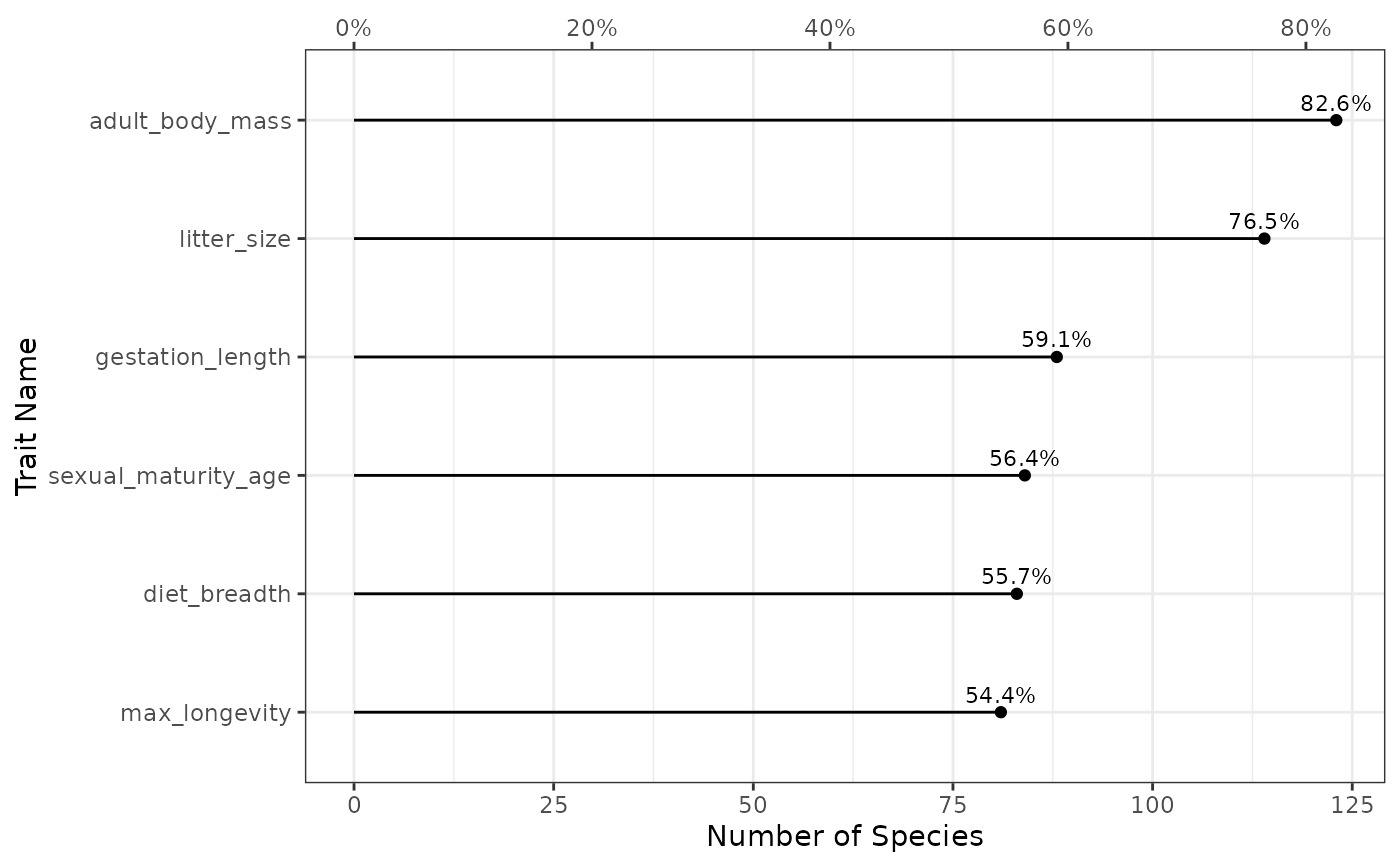 0% 20% 40% 60% 80%
adult_body_mass 82.6%
litter_size 76.5%
gestation_length 59.1%
sexual_maturity_age 56.4%
diet_breadth 55.7%
max_longevity 54.4%
Trait Name
0 25 50 75 100 125
Number of Species